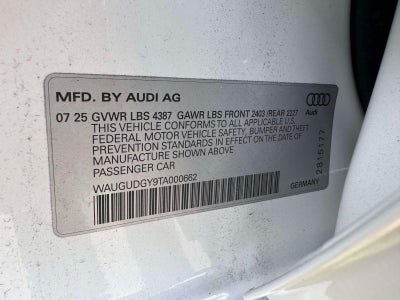 MFD. BY AUDI AG
07 25 GVWR LBS 4387 GAWR LBS FRONT 2403 /REAR 2227
THIS VEHICLE CONFORMS TO ALL APPLICABLE U.S.
FEDERAL MOTOR VEHICLE SAFETY, BUMPER AND THEFT
PREVENTION STANDARDS IN EFFECT ON THE DATE OF
MANUFACTURE SHOWN ABOVE
PASSENGER CAR
WAUGUDGY9TA000662
GERMANY
2815177